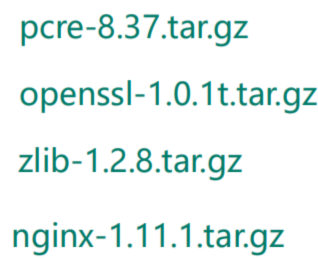 pcre-8.37.tar.gz
openssl-1.0.1t.tar.gz
zlib-1.2.8.tar.gz
nginx-1.11.1.tar.gz